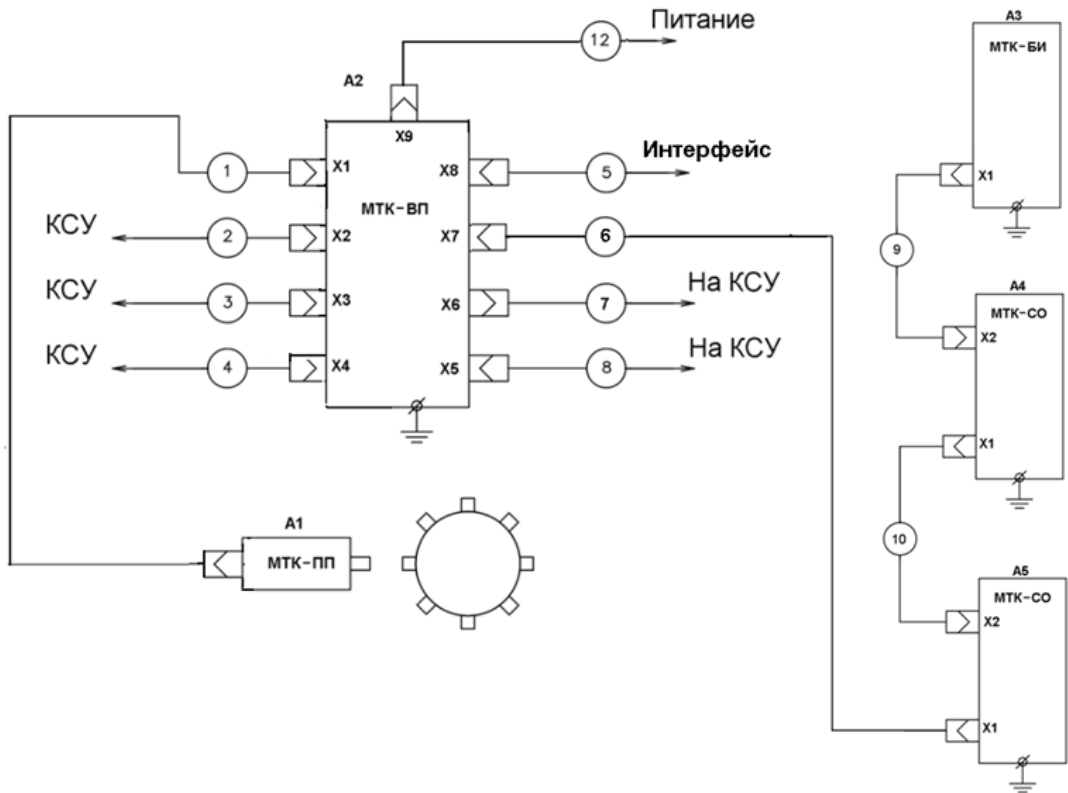 12
Питание
A3
МТК-БИ
X1
A2
X9
1
X1
X8
5
Интерфейс
МТК-ВП
КСУ
2
X2
X7
6
9
КСУ
3
X3
X6
7
На КСУ
A4
МТК-СО
X2
КСУ
4
X4
X5
8
На КСУ
X1
A1
МТК-ПП
10
A5
МТК-СО
X2
X1